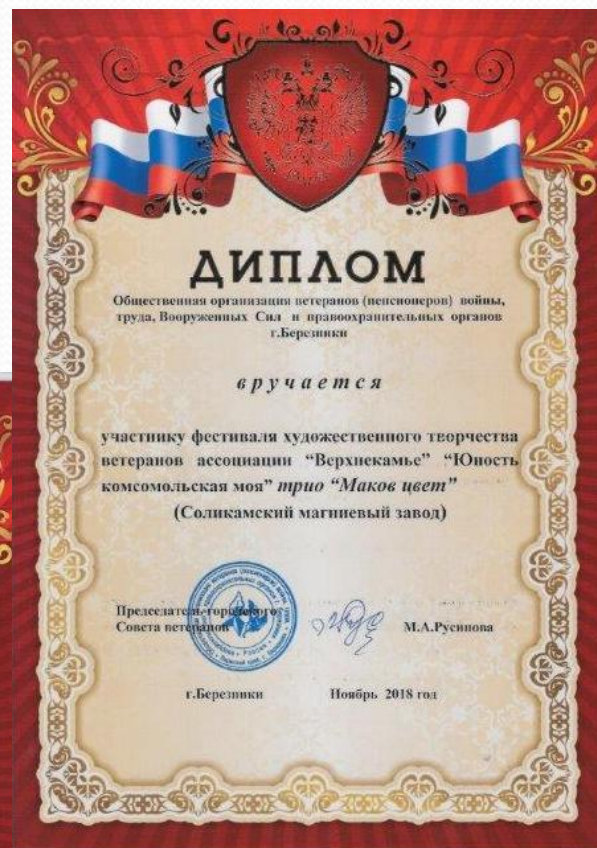 ДИПЛОМ
Общественная организация ветеранов (пенсионеров) войны,
труда, Вооруженных Сил и правоохранительных органов
г.Березники
вручается
участнику фестиваля художественного творчества
ветеранов ассоциации “Верхнекамье” “Юность
комсомольская моя” трио “Маков цвет”
(Соликамский магниевый завод)
Председатель городского
Совета ветеранов М.А.Русинова
г.Березники Ноябрь 2018 год